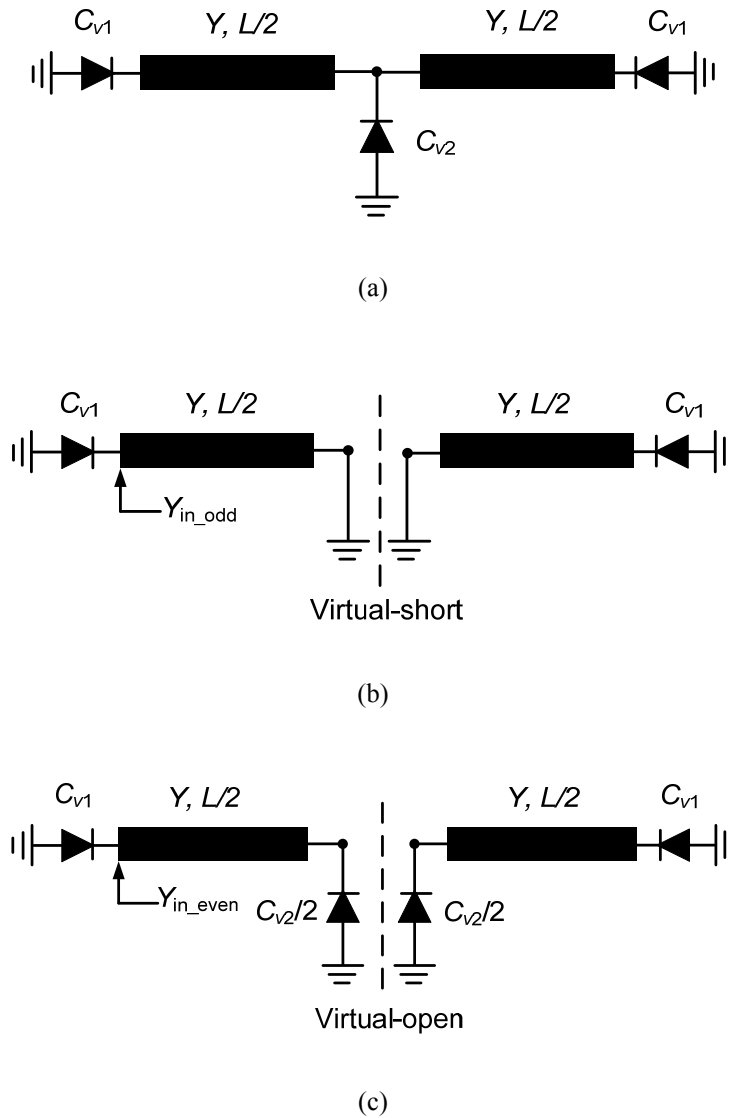 Cv1 Y, L/2 Y, L/2 Cv1
Cv2
(a)
Cv1 Y, L/2 Y, L/2 Cv1
Yin_odd
Virtual-short
(b)
Cv1 Y, L/2 Y, L/2 Cv1
Yin_even Cv2/2 Cv2/2
Virtual-open
(c)